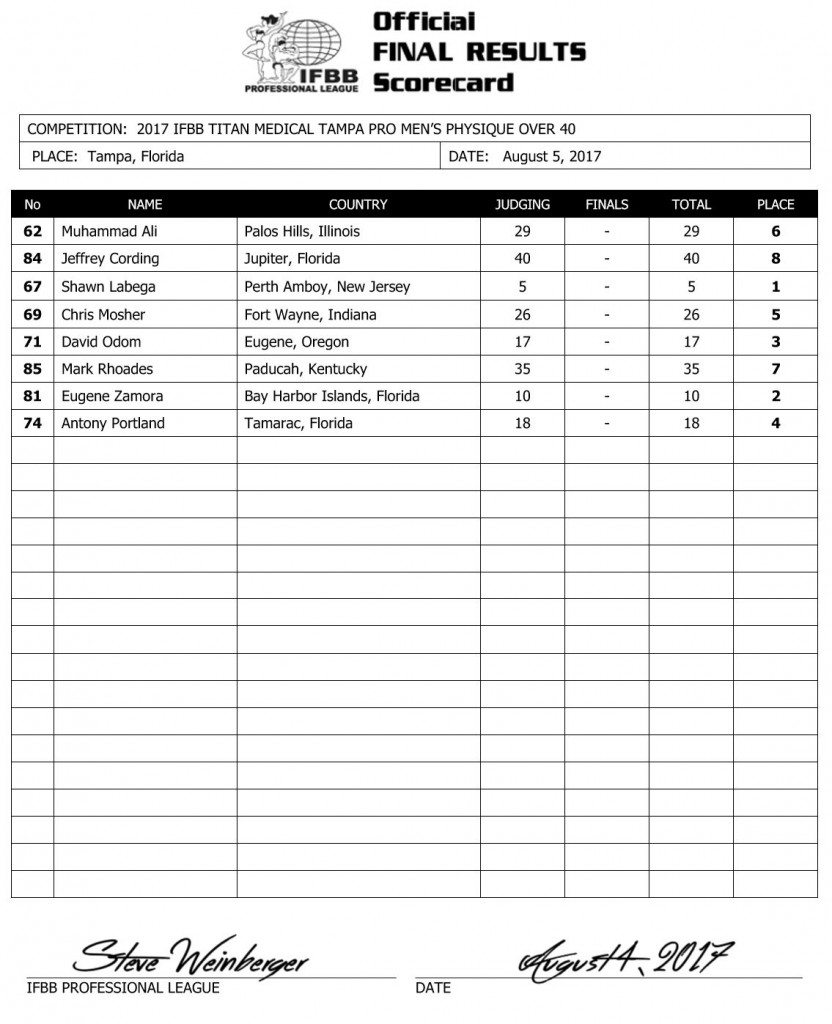 Official
FINAL RESULTS
Scorecard
IFBB
PROFESSIONAL LEAGUE
COMPETITION: 2017 IFBB TITAN MEDICAL TAMPA PRO MEN'S PHYSIQUE OVER 40
PLACE: Tampa, Florida DATE: August 5, 2017
No NAME COUNTRY JUDGING FINALS TOTAL PLACE
62 Muhammad Ali Palos Hills, Illinois 29 - 29 6
84 Jeffrey Cording Jupiter, Florida 40 - 40 8
67 Shawn Labega Perth Amboy, New Jersey 5 - 5 1
69 Chris Mosher Fort Wayne, Indiana 26 - 26 5
71 David Odom Eugene, Oregon 17 - 17 3
85 Mark Rhoades Paducah, Kentucky 35 - 35 7
81 Eugene Zamora Bay Harbor Islands, Florida 10 - 10 2
74 Antony Portland Tamarac, Florida 18 - 18 4
Steve Weinberger August 4, 2017
IFBB PROFESSIONAL LEAGUE DATE